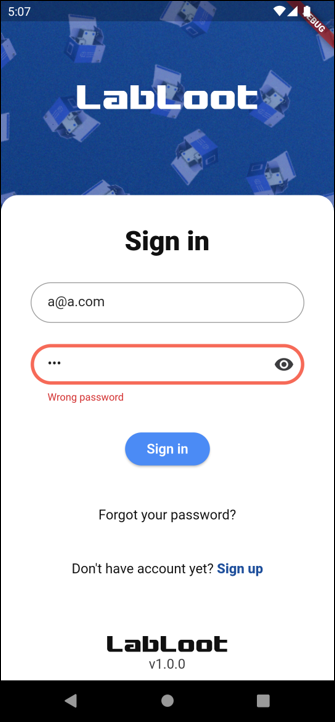 5:07
DEBUG
LabLoot
Sign in
a@a.com
•••
Wrong password
Sign in
Forgot your password?
Don't have account yet? Sign up
LabLoot
v1.0.0